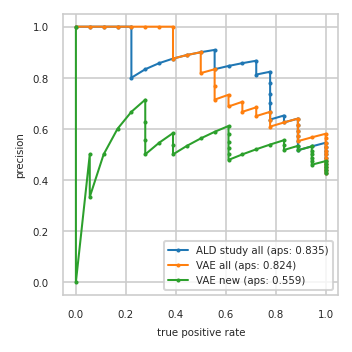 1.0
0.8
0.6
0.4
0.2
0.0
precision
ALD study all (aps: 0.835)
VAE all (aps: 0.824)
VAE new (aps: 0.559)
0.0 0.2 0.4 0.6 0.8 1.0
true positive rate